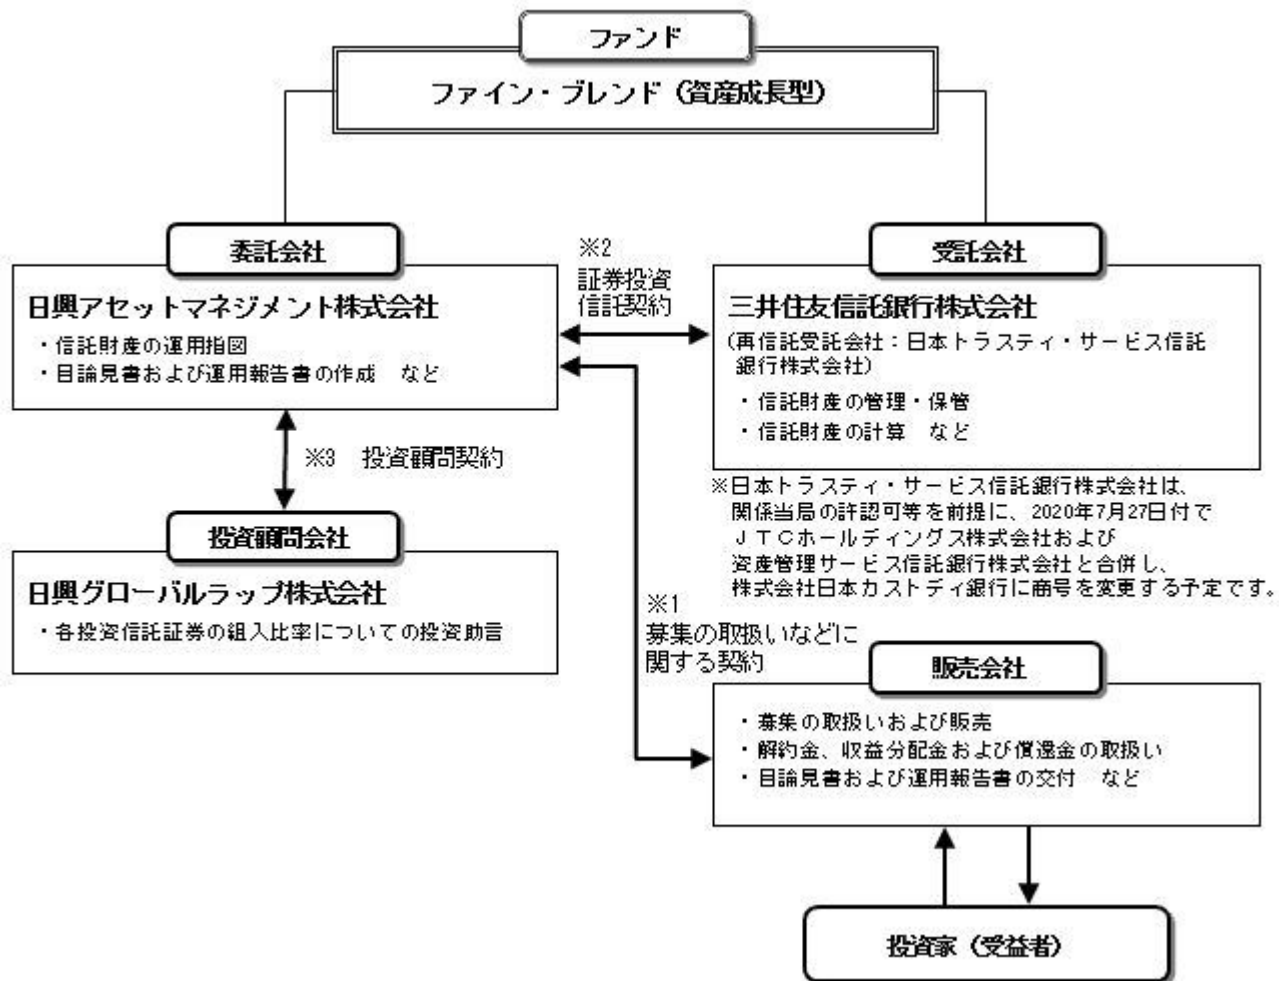 ファンド
ファイン・ブレンド（資産成長型）
委託会社
日興アセットマネジメント株式会社
・信託財産の運用指図
・目論見書および運用報告書の作成　など
※2
証券投資
信託契約
受託会社
三井住友信託銀行株式会社
（再信託受託会社：日本トラスティ・サービス信託
銀行株式会社）
・信託財産の管理・保管
・信託財産の計算　など
※3　投資顧問契約
※日本トラスティ・サービス信託銀行株式会社は、
関係当局の許認可等を前提に、2020年7月27日付で
ＪＴＣホールディングス株式会社および
資産管理サービス信託銀行株式会社と合併し、
株式会社日本カストディ銀行に商号を変更する予定です。
投資顧問会社
日興グローバルラップ株式会社
・各投資信託証券の組入比率についての投資助言
※1
募集の取扱いなどに
関する契約
販売会社
・募集の取扱いおよび販売
・解約金、収益分配金および償還金の取扱い
・目論見書および運用報告書の交付　など
投資家（受益者）